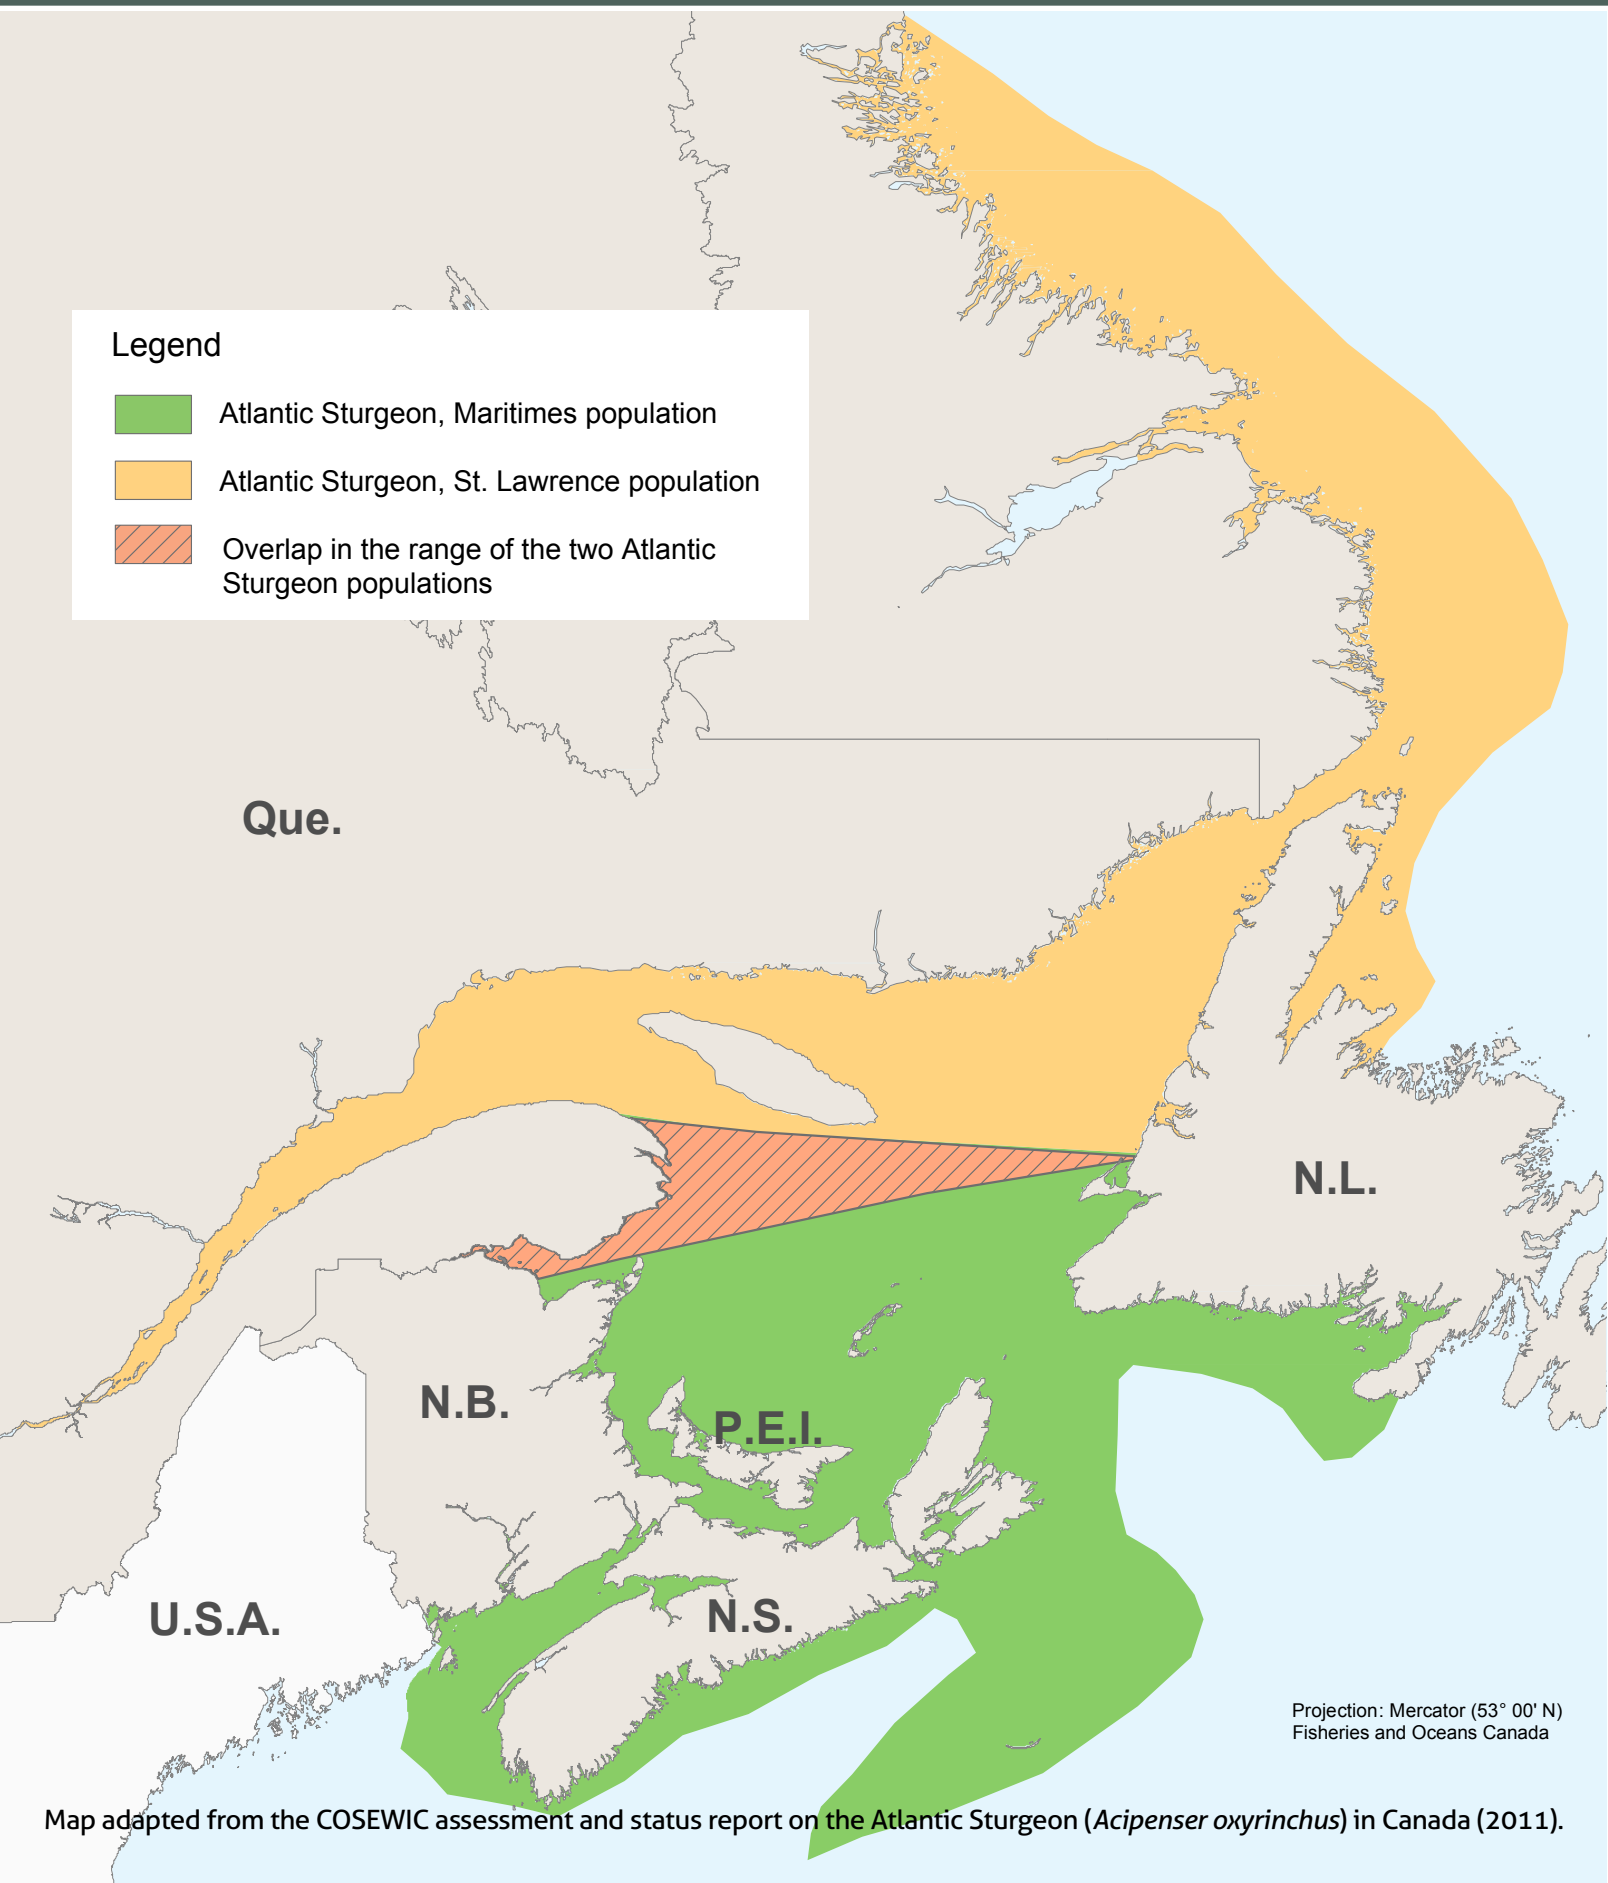 Legend
Atlantic Sturgeon, Maritimes population
Atlantic Sturgeon, St. Lawrence population
Overlap in the range of the two Atlantic
Sturgeon populations
Que.
N.L.
N.B.
P.E.I.
U.S.A.
N.S.
Projection: Mercator (53° 00' N)
Fisheries and Oceans Canada
Map adapted from the COSEWIC assessment and status report on the Atlantic Sturgeon (Acipenser oxyrinchus) in Canada (2011).